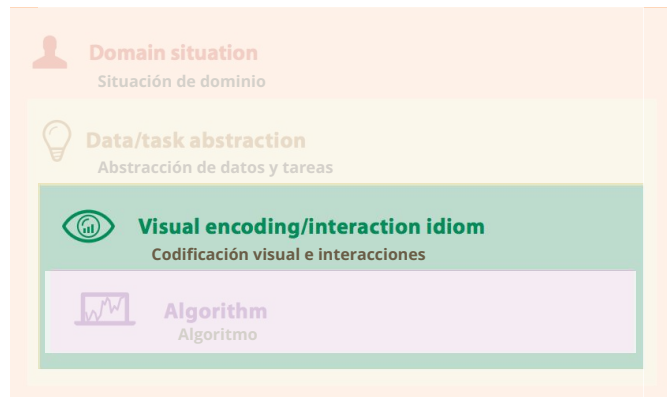 Domain situation
Situación de dominio
Data/task abstraction
Abstracción de datos y tareas
Visual encoding/interaction idiom
Codificación visual e interacciones
Algorithm
Algoritmo